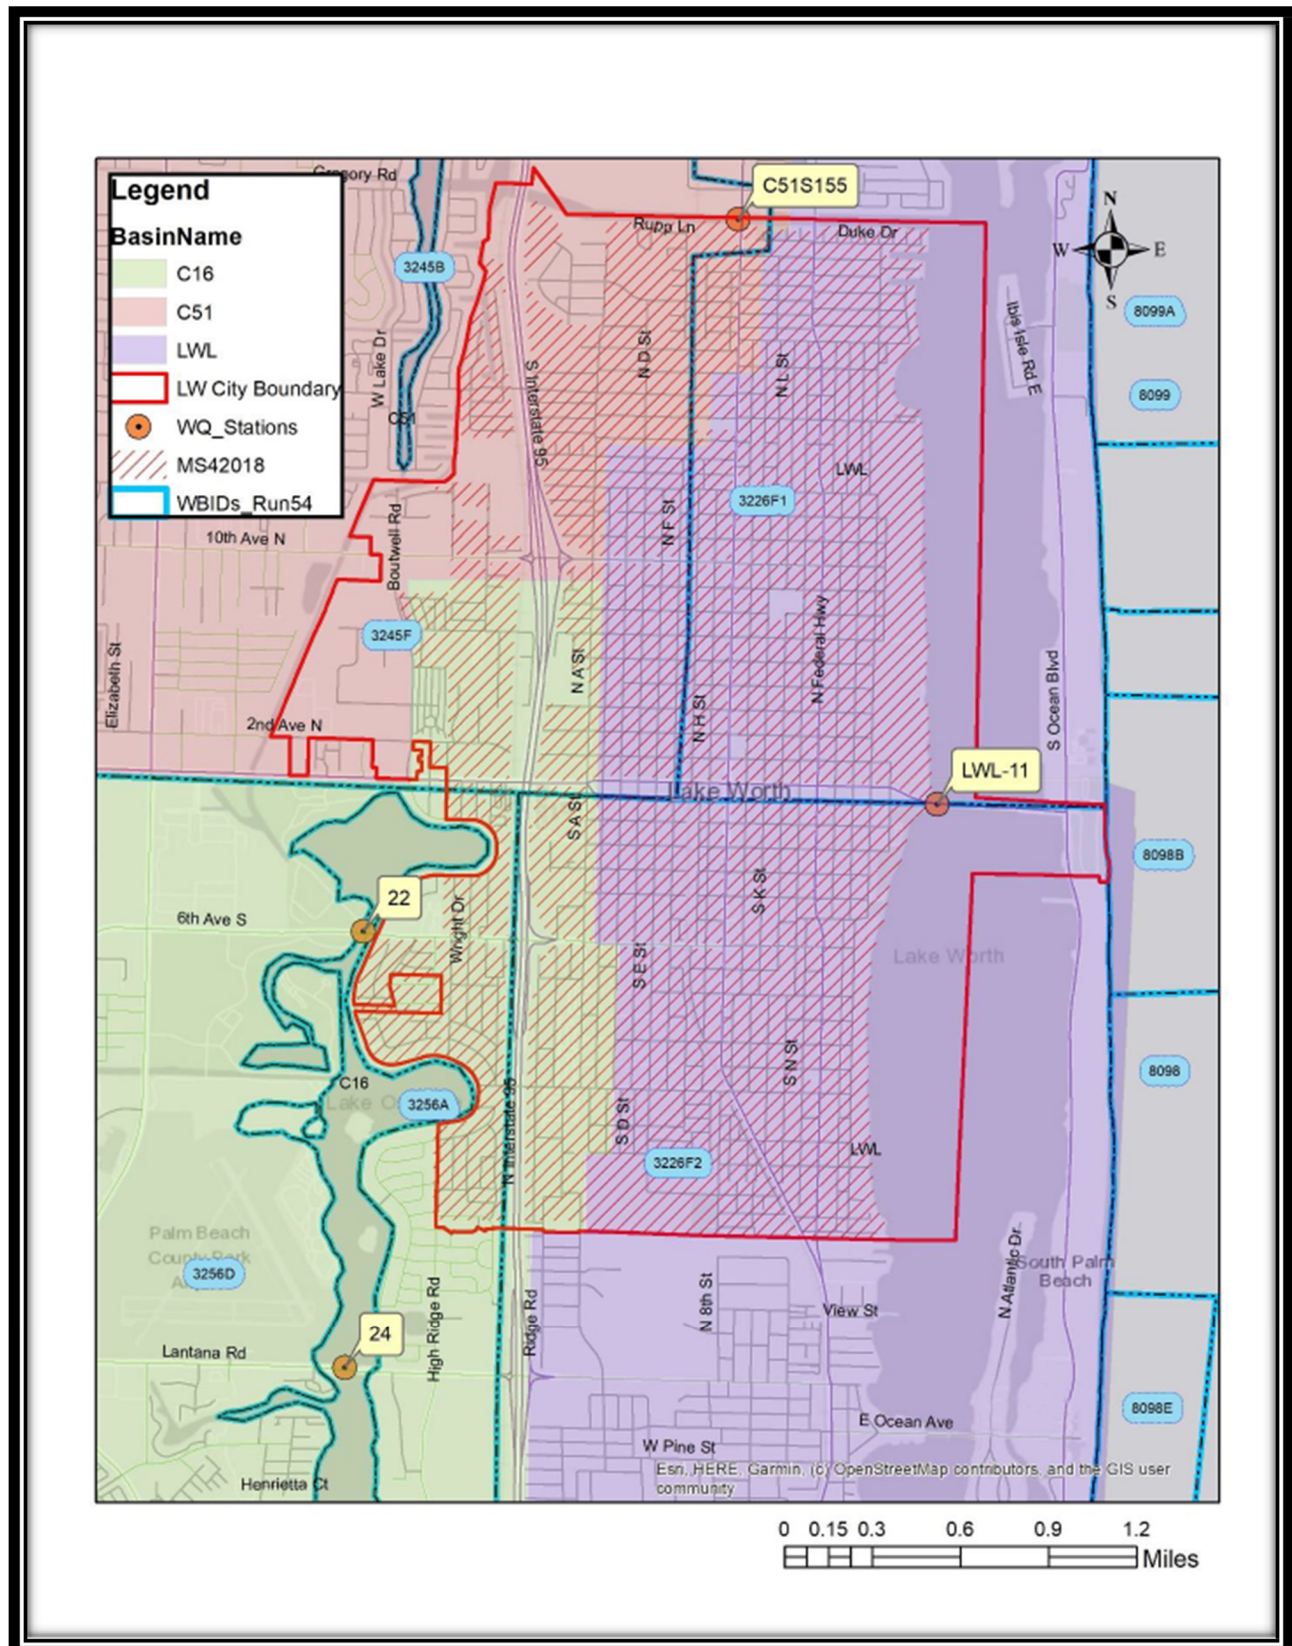 Legend
BasinName
C16
C51
LWL
LW City Boundary
WQ_Stations
MS42018
WBIDs_Run54
Gregory Rd
C51S155
Rupp Ln
Duke Dr
N
W
E
S
3245B
8099A
Ibis Isle Rd E
W Lake Dr
S Interstate 95
N D St
N L St
8099
C51
LWL
3226F1
N F St
10th Ave N
Boutwell Rd
3245F
N A St
N Federal Hwy
Elizabeth St
N H St
S Ocean Blvd
2nd Ave N
LWL-11
Lake Worth
S A St
8098B
22
S K St
6th Ave S
Wright Dr
S E St
Lake Worth
C16
Lake O
3256A
S N St
8098
S D St
N Interstate 95
LWL
3226F2
Palm Beach
County Park
A
3256D
South Palm
Beach
N Atlantic Dr
N 8th St
View St
High Ridge Rd
Ridge Rd
24
Lantana Rd
8098E
E Ocean Ave
W Pine St
Henrietta Ct
Esri, HERE, Garmin, (c) OpenStreetMap contributors, and the GIS user
community
0 0.15 0.3 0.6 0.9 1.2
Miles